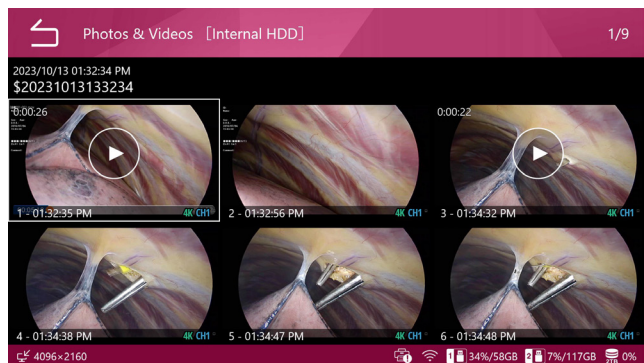 Photos & Videos [Internal HDD] 1/9
2023/10/13 01:32:34 PM
$20231013133234
0:00:26
0:00:22
1 - 01:32:35 PM 4K CH1
2 - 01:32:56 PM 4K CH1
3 - 01:34:32 PM 4K CH1
4 - 01:34:38 PM 4K CH1
5 - 01:34:47 PM 4K CH1
6 - 01:34:48 PM 4K CH1
4096×2160 1 34%/58GB 2 7%/117GB 2TB 0%